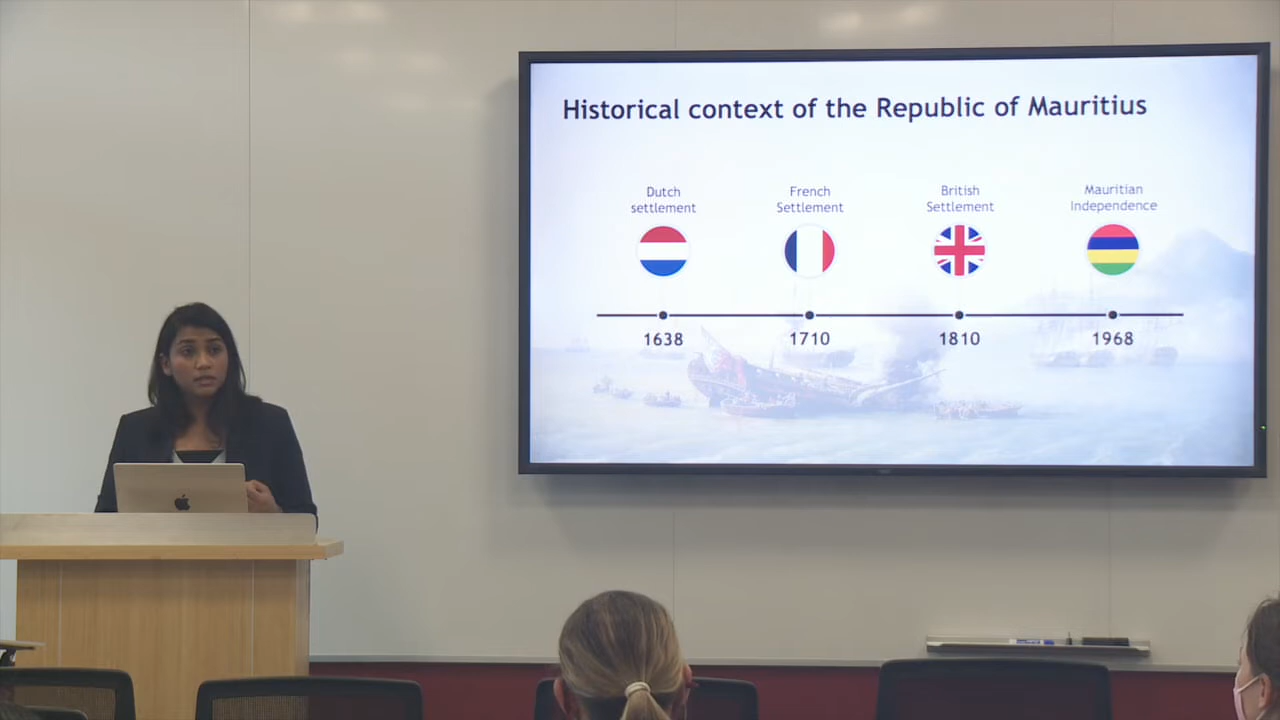 Historical context of the Republic of Mauritius
Dutch
settlement
French
Settlement
British
Settlement
Mauritian
Independence
1638
1710
1810
1968